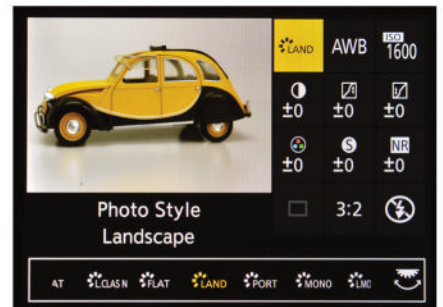 LAND AWB ISO 1600
±0 ±0 ±0
S NR
±0 ±0 ±0
Photo Style
Landscape
3:2
AT L.CLASN FLAT LAND PORT MONO LMC